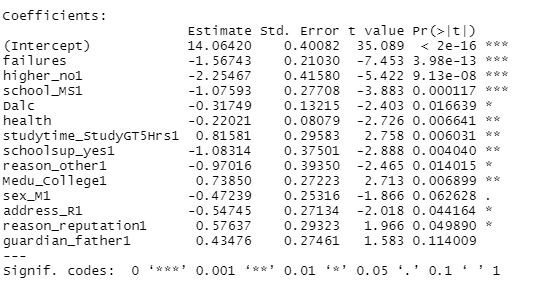 Coefficients:
Estimate Std. Error t value Pr(>|t|)
(Intercept) 14.06420 0.40082 35.089 < 2e-16 ***
failures -1.56743 0.21030 -7.453 3.98e-13 ***
higher_no1 -2.25467 0.41580 -5.422 9.13e-08 ***
school_MS1 -1.07593 0.27708 -3.883 0.000117 ***
Dalc -0.31749 0.13215 -2.403 0.016639 *
health -0.22021 0.08079 -2.726 0.006641 **
studytime_StudyGT5Hrs1 0.81581 0.29583 2.758 0.006031 **
schoolsup_yes1 -1.08314 0.37501 -2.888 0.004040 **
reason_other1 -0.97016 0.39350 -2.465 0.014015 *
Medu_College1 0.73850 0.27223 2.713 0.006899 **
sex_M1 -0.47239 0.25316 -1.866 0.062628 .
address_R1 -0.54745 0.27134 -2.018 0.044164 *
reason_reputation1 0.57637 0.29323 1.966 0.049890 *
guardian_father1 0.43476 0.27461 1.583 0.114009
---
Signif. codes: 0 ‘***’ 0.001 ‘**’ 0.01 ‘*’ 0.05 ‘.’ 0.1 ‘ ’ 1